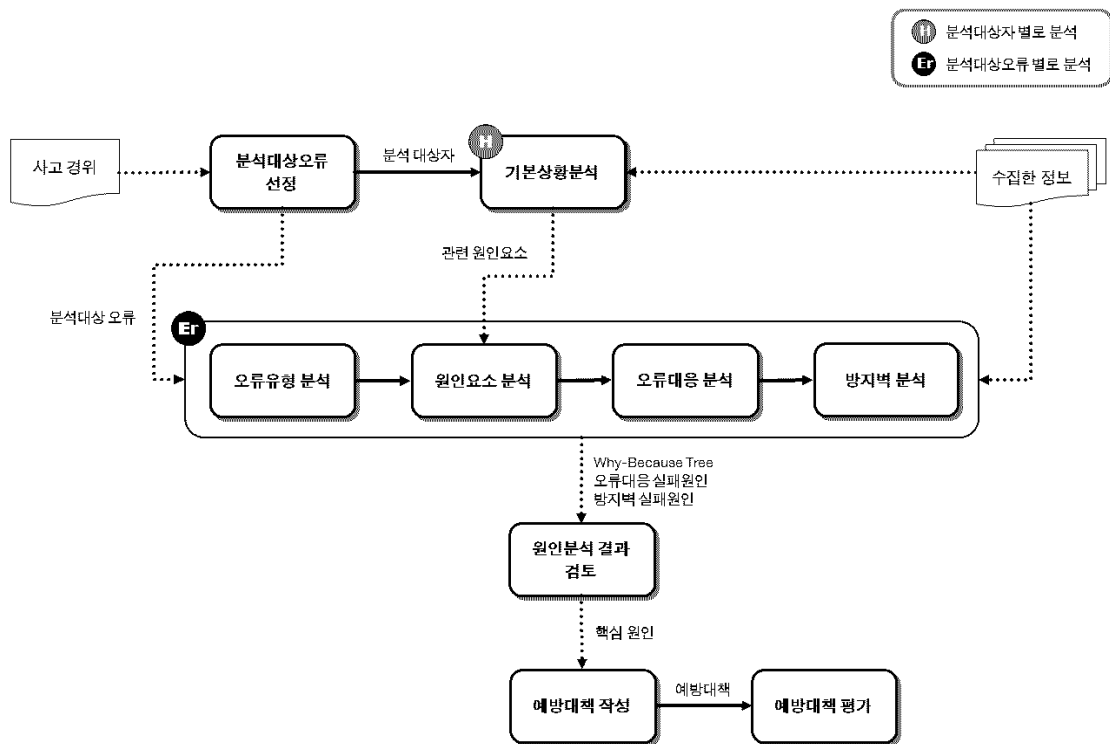 H 분석대상자 별로 분석
Er 분석대상오류 별로 분석
사고 경위
분석대상오류
선정
분석 대상자
H
기본상황분석
수집한 정보
관련 원인요소
분석대상 오류
Er
오류유형 분석
원인요소 분석
오류대응 분석
방지벽 분석
Why-Because Tree
오류대응 실패원인
방지벽 실패원인
원인분석 결과
검토
핵심 원인
예방대책 작성
예방대책
예방대책 평가